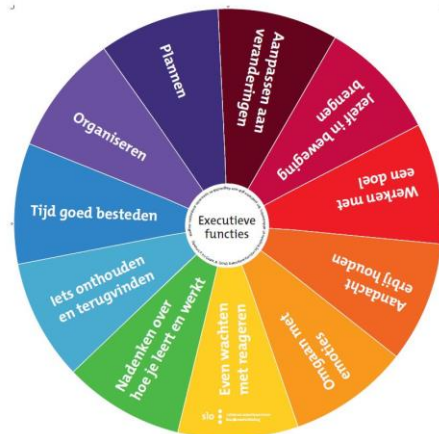 Executieve
functies
Aanpassen aan
veranderingen
Jezelf in beweging
brengen
Werken met
een doel
Aandacht
erbij houden
Omgaan met
emoties
Even wachten
met reageren
slo
Nadenken over
hoe je leert en werkt
Iets onthouden
en terugvinden
Tijd goed besteden
Organiseren
Plannen